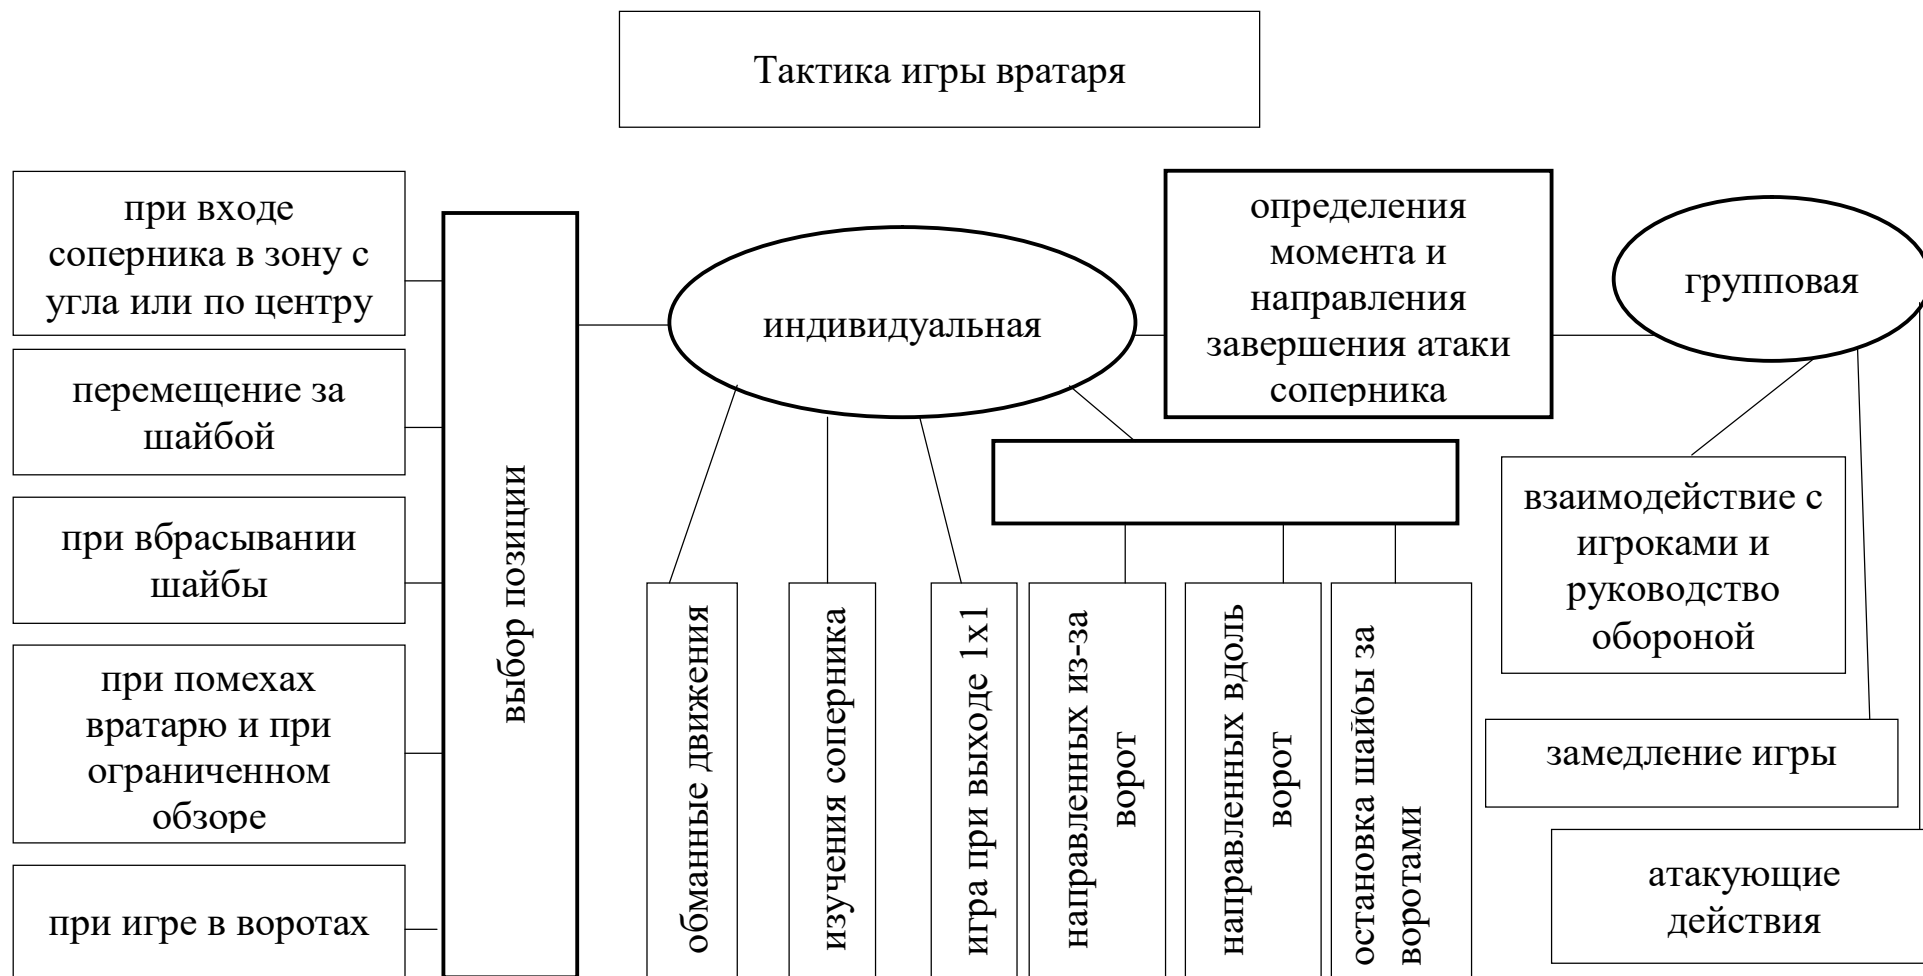 Тактика игры вратаря
при входе
соперника в зону с
угла или по центру
перемещение за
шайбой
при вбрасывании
шайбы
при помехах
вратарю и при
ограниченном
обзоре
при игре в воротах
выбор позиции
индивидуальная
определения
момента и
направления
завершения атаки
соперника
групповая
обманные движения
изучения соперника
игра при выходе 1х1
направленных из-за
ворот
направленных вдоль
ворот
остановка шайбы за
воротами
взаимодействие с
игроками и
руководство
обороной
замедление игры
атакующие
действия